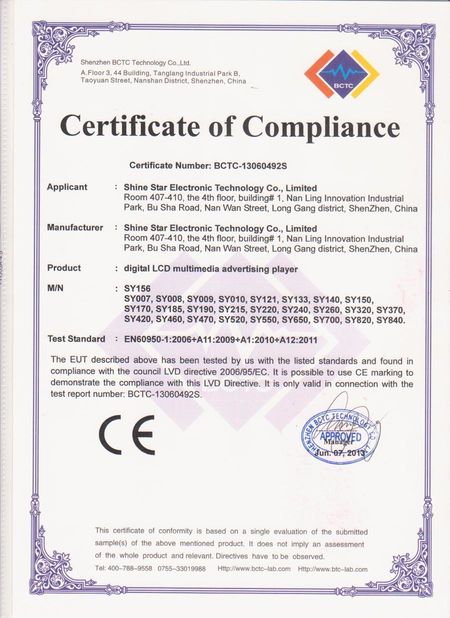 Shenzhen BCTC Technology Co.,Ltd.
A.Floor 3, 44 Building, Tanglang Industrial Park B,
Taoyuan Street, Nanshan District, Shenzhen, China
BCTC
Certificate of Compliance
Certificate Number: BCTC-13060492S
Applicant : Shine Star Electronic Technology Co., Limited
Room 407-410, the 4th floor, building# 1, Nan Ling Innovation Industrial
Park, Bu Sha Road, Nan Wan Street, Long Gang district, ShenZhen, China
Manufacturer : Shine Star Electronic Technology Co., Limited
Room 407-410, the 4th floor, building# 1, Nan Ling Innovation Industrial
Park, Bu Sha Road, Nan Wan Street, Long Gang district, ShenZhen, China
Product : digital LCD multimedia advertising player
M/N : SY156
SY007, SY008, SY009, SY010, SY121, SY133, SY140, SY150,
SY170, SY185, SY190, SY215, SY220, SY240, SY260, SY320, SY370,
SY420, SY460, SY470, SY520, SY550, SY650, SY700, SY820, SY840.
Test Standard : EN60950-1:2006+A11:2009+A1:2010+A12:2011
The EUT described above has been tested by us with the listed standards and found in
compliance with the council LVD directive 2006/95/EC. It is possible to use CE marking to
demonstrate the compliance with this LVD Directive. It is only valid in connection with the
test report number: BCTC-13060492S.
CE
SHENZHEN BCTC TECHNOLOGY CO., LTD
APPROVED
Manager
Jun. 07, 2013
This certificate of conformity is based on a single evaluation of the submitted
sample(s) of the above mentioned product. It does not imply an assessment
of the whole product and relevant. Directives have to be observed.
Tel: 400-788-9558 0755-33019988 Http://www.bctc-lab.com Http://www.btc-lab.com